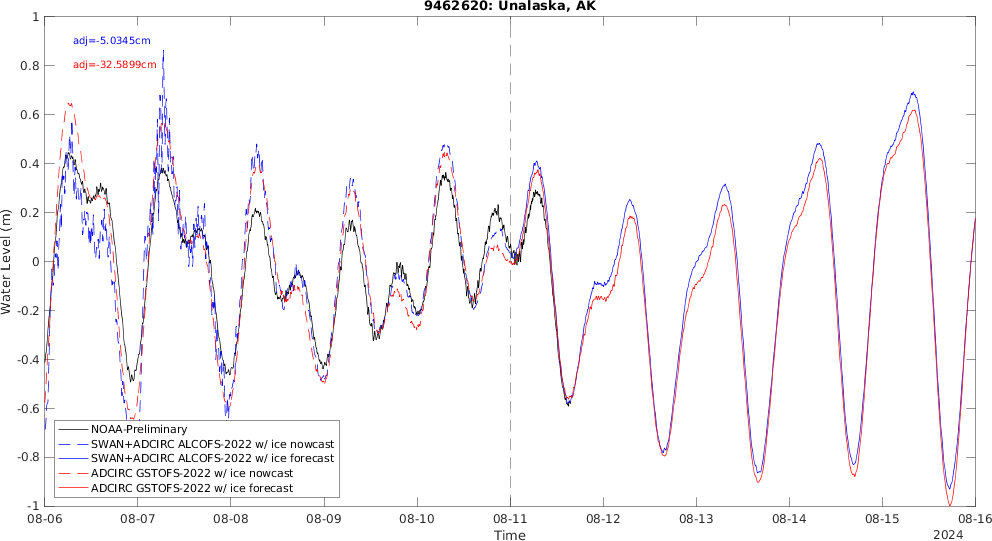 9462620: Unalaska, AK
adj=-5.0345cm
adj=-32.5899cm
Water Level (m)
1
0.8
0.6
0.4
0.2
0
-0.2
-0.4
-0.6
-0.8
-1
NOAA-Preliminary
SWAN+ADCIRC ALCOFS-2022 w/ ice nowcast
SWAN+ADCIRC ALCOFS-2022 w/ ice forecast
ADCIRC GSTOFS-2022 w/ ice nowcast
ADCIRC GSTOFS-2022 w/ ice forecast
08-06 08-07 08-08 08-09 08-10 08-11 08-12 08-13 08-14 08-15 08-16
Time
2024